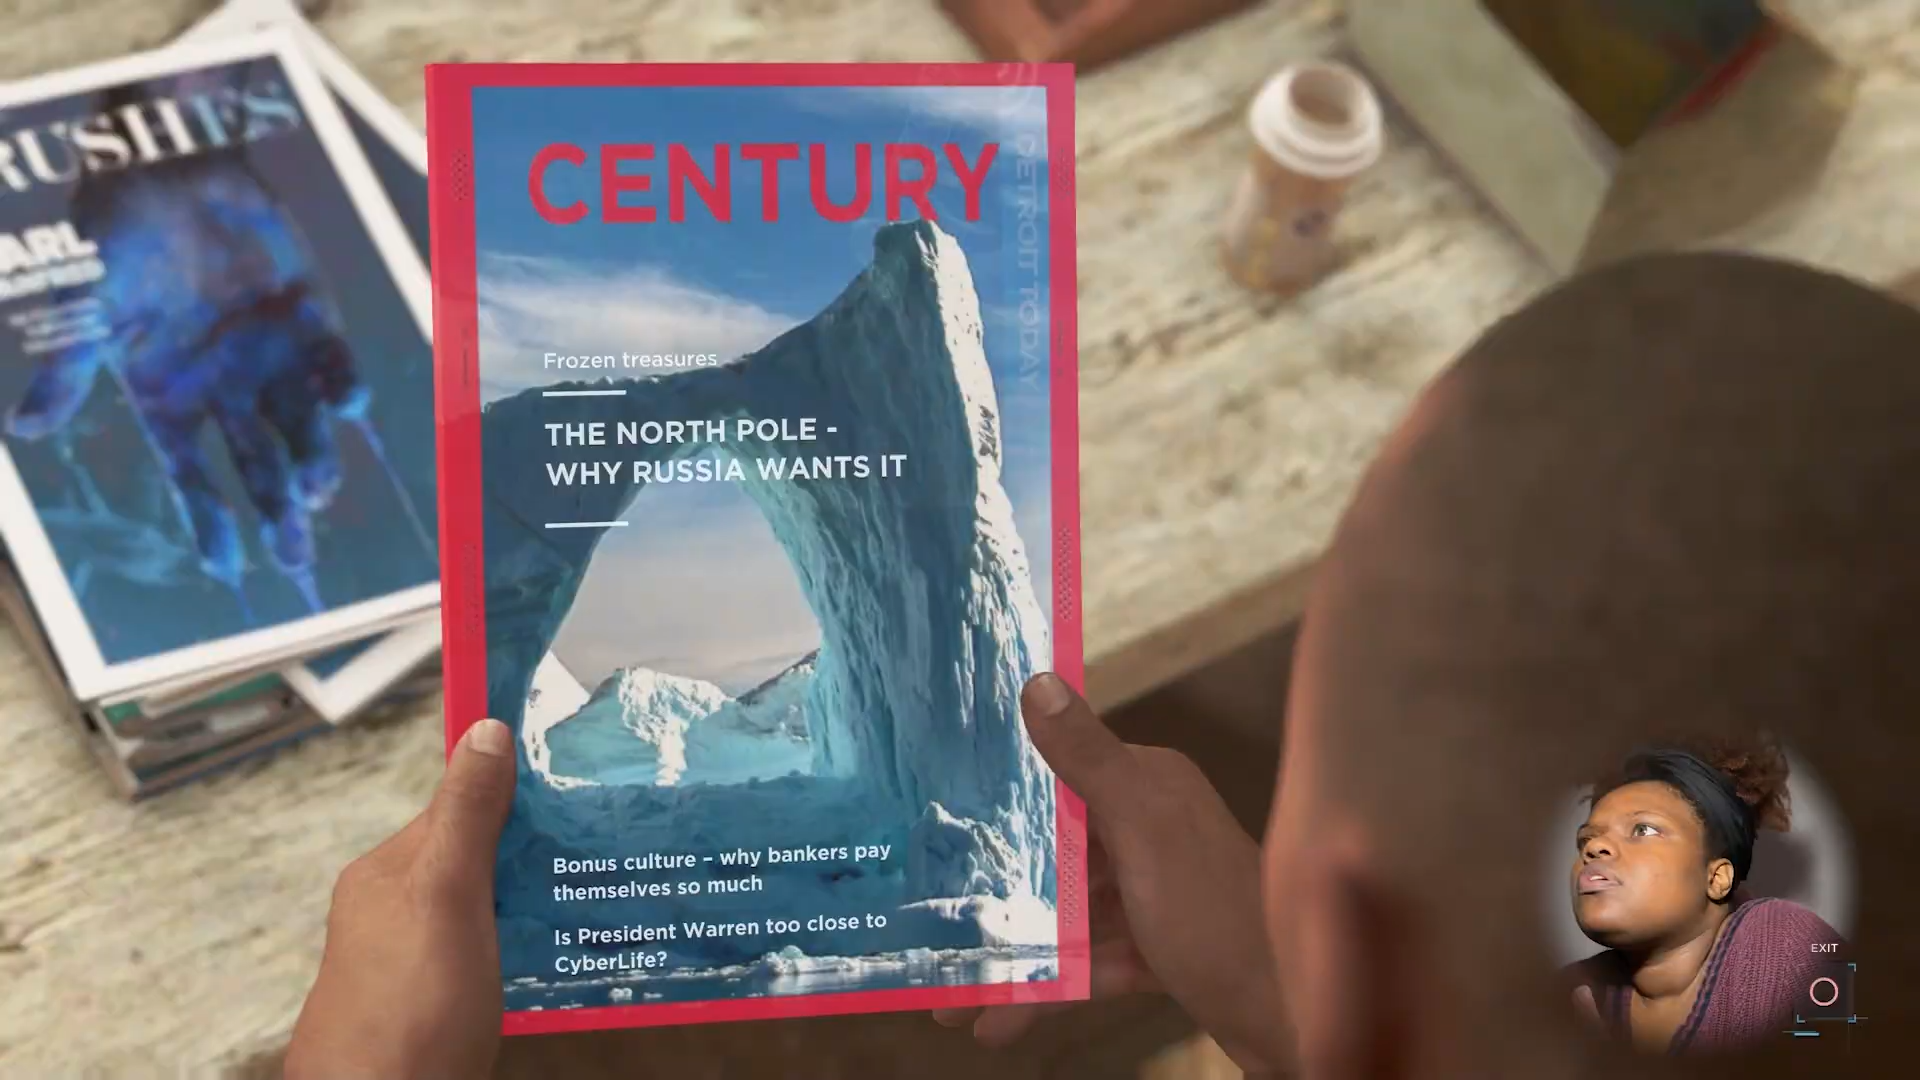 RUSHES
ARL
CENTURY
DETROIT TODAY
Frozen treasures
THE NORTH POLE -
WHY RUSSIA WANTS IT
Bonus culture – why bankers pay
themselves so much
Is President Warren too close to
CyberLife?
EXIT